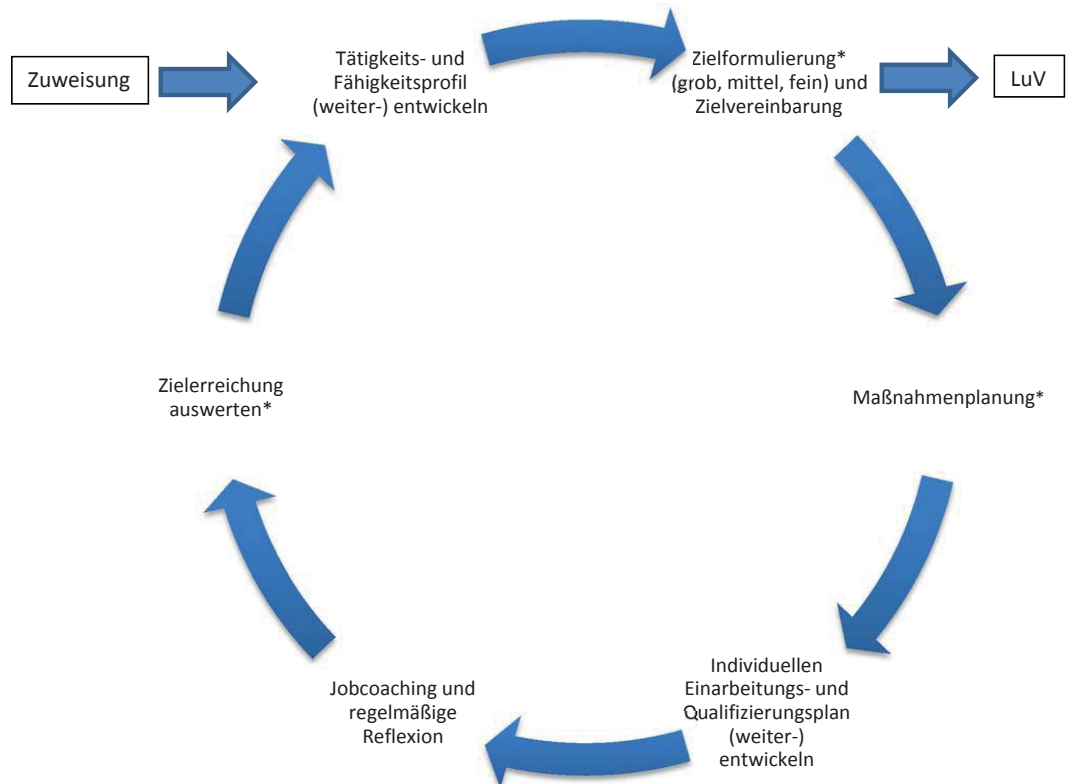 Zuweisung
Tätigkeits- und
Fähigkeitsprofil
(weiter-) entwickeln
Zielformulierung*
(grob, mittel, fein) und
Zielvereinbarung
LuV
Maßnahmenplanung*
Individuellen
Einarbeitungs- und
Qualifizierungsplan
(weiter-)
entwickeln
Jobcoaching und
regelmäßige
Reflexion
Zielerreichung
auswerten*